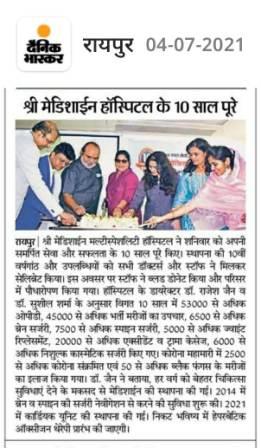 दैनिक
भास्कर
रायपुर 04-07-2021
श्री मेडिशाईन हॉस्पिटल के 10 साल पूरे
रायपुर | श्री मेडिशाईन मल्टीस्पेशलिटी हॉस्पिटल ने शनिवार को अपनी
समर्पित सेवा और सफलता के 10 साल पूरे किए। स्थापना की 10वीं
वर्षगांठ और उपलब्धियों को सभी डॉक्टर्स और स्टॉफ ने मिलकर
सेलिब्रेट किया। इस अवसर पर स्टॉफ ने ब्लड डोनेट किया और परिसर
में पौधारोपण किया गया। हॉस्पिटल के डायरेक्टर डॉ. राजेश जैन व
डॉ. सुशील शर्मा के अनुसार विगत 10 साल में 53000 से अधिक
ओपीडी, 45000 से अधिक भर्ती मरीजों का उपचार, 6500 से अधिक
ब्रेन सर्जरी, 7500 से अधिक स्पाइन सर्जरी, 5000 से अधिक ज्वाइंट
रिप्लेसमेंट, 20000 से अधिक एक्सीडेंट व ट्रामा केसेज, 6000 से
अधिक निशुल्क कास्मेटिक सर्जरी किए गए। कोरोना महामारी में 2500
से अधिक कोरोना संक्रमित एवं 50 से अधिक ब्लैक फंगस के मरीजों
का इलाज किया गया। डॉ. जैन ने बताया, हर वर्ग को बेहतर चिकित्सा
सुविधाएं देने के मकसद से मेडिशाईन की स्थापना की गई। 2014 में
ब्रेन व स्पाइन की सर्जरी नेवीगेशन से करने की सुविधा शुरू की। 2021
में कार्डियक यूनिट की स्थापना की गई। निकट भविष्य में हेपरबेटिक
ऑक्सीजन थेरेपी प्रारंभ की जाएगी।